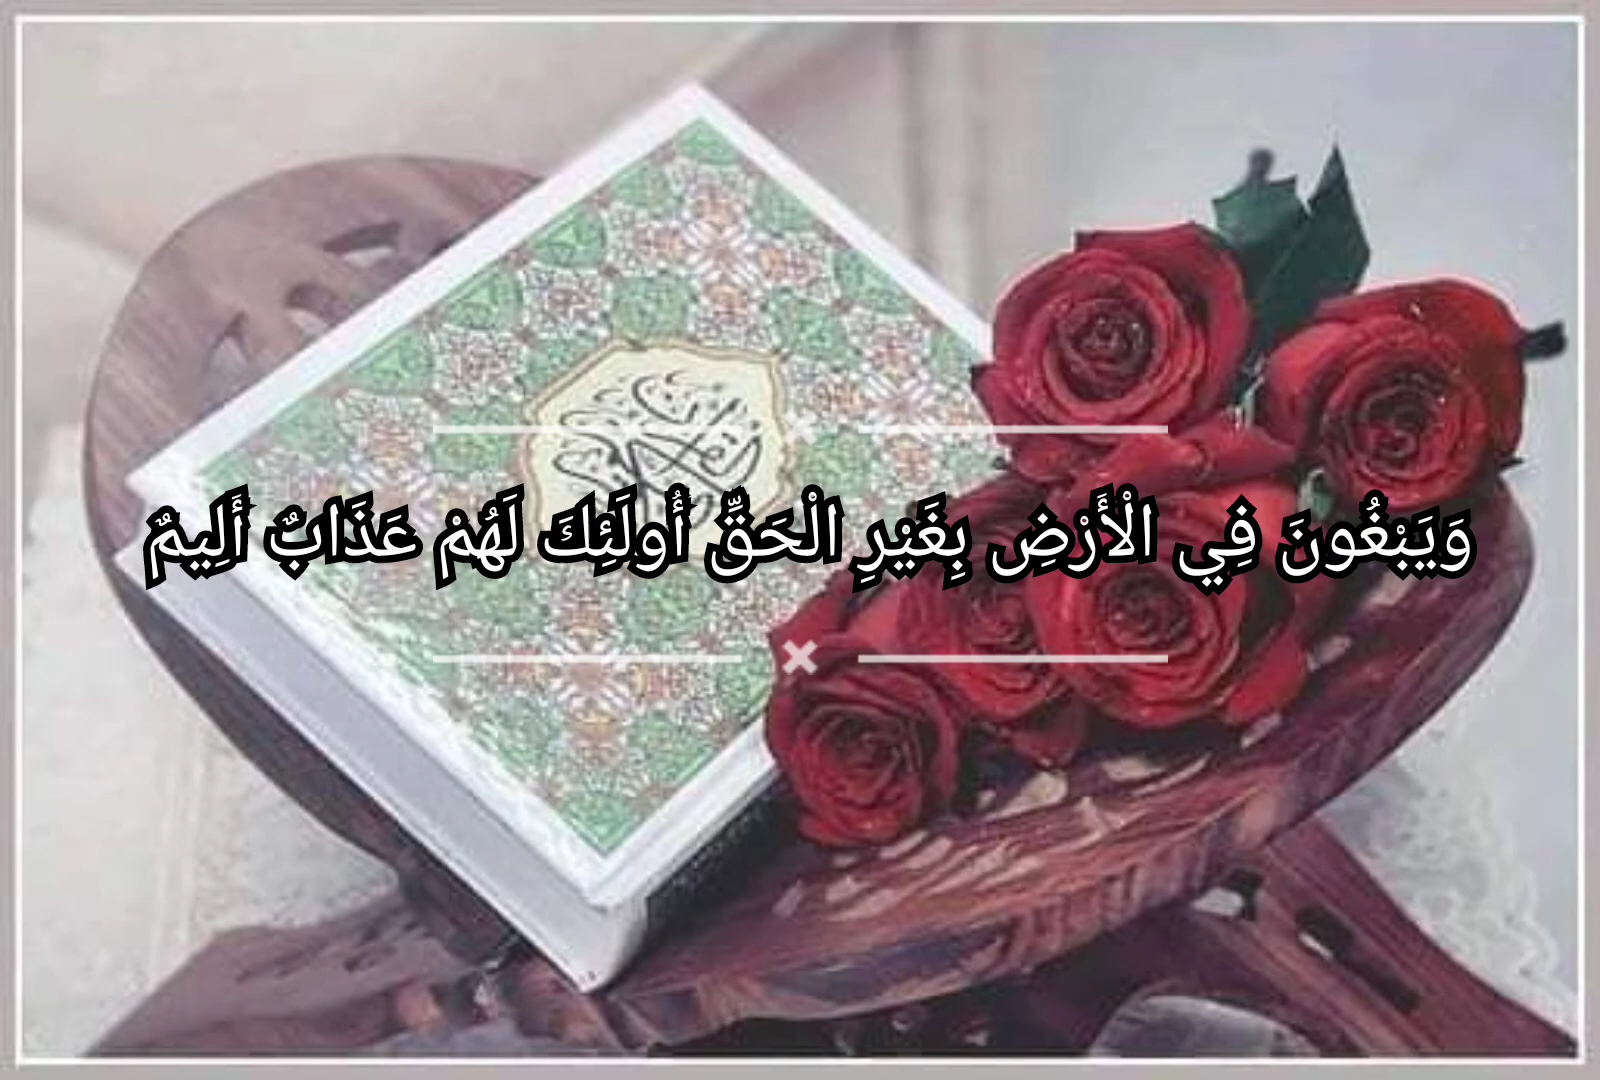 وَيَبْغُونَ فِي الْأَرْضِ بِغَيْرِ الْحَقِّ أُولَئِكَ لَهُمْ عَذَابٌ أَلِيمٌ